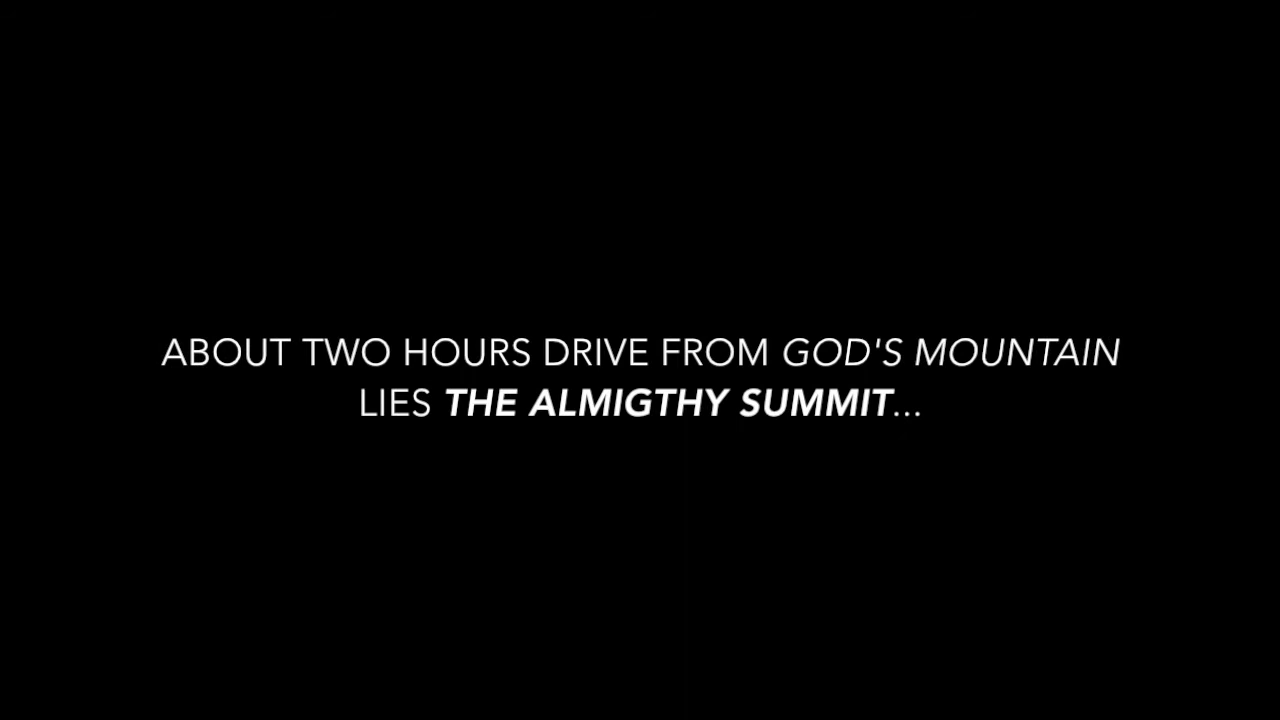 ABOUT TWO HOURS DRIVE FROM GOD'S MOUNTAIN
LIES THE ALMIGTHY SUMMIT...